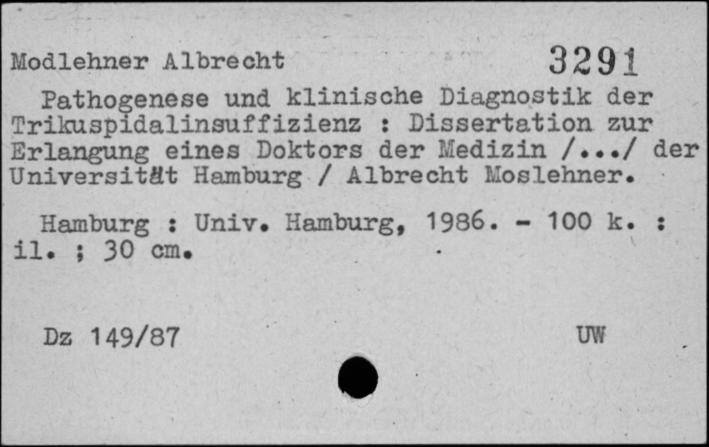 Modlehner Albrecht 3291
Pathogenese und klinische Diagnostik der
Trikuspidalinsuffizienz : Dissertation zur
Erlangung eines Doktors der Medizin /.../ der
Universität Hamburg / Albrecht Moslehner.
Hamburg : Univ. Hamburg, 1986. - 100 k. :
il. ; 30 cm.
Dz 149/87 UW